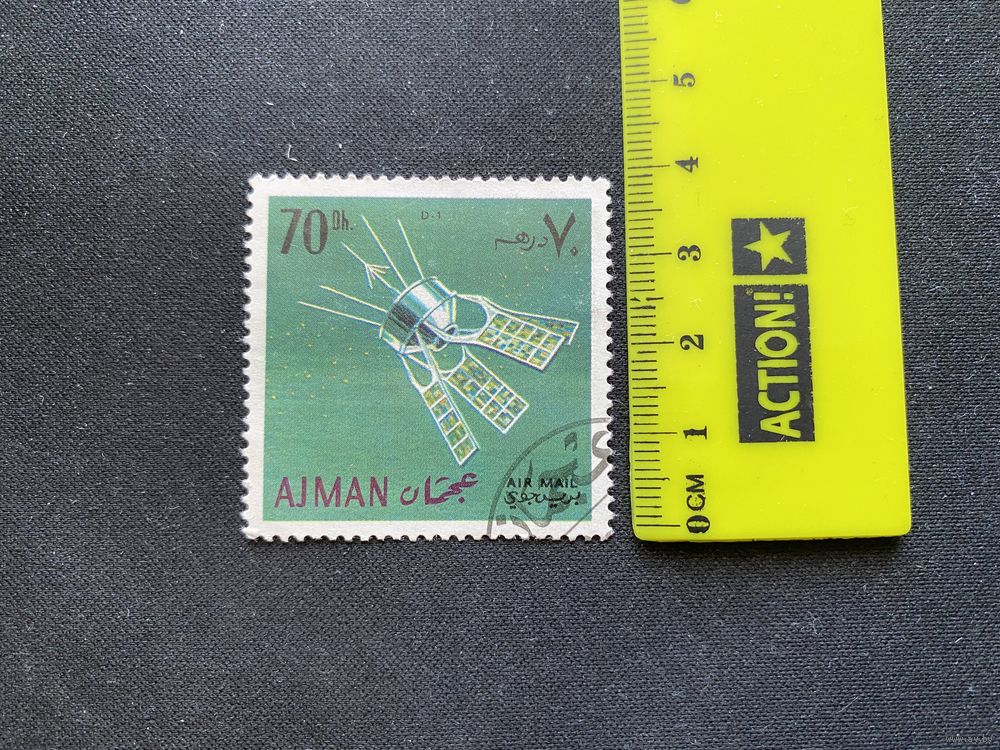 70 Dh.
D-1
٧٠ درهم
AJMAN عجمان
AIR MAIL
بريد جوي
0CM 1 2 3 4 5
ACTION!